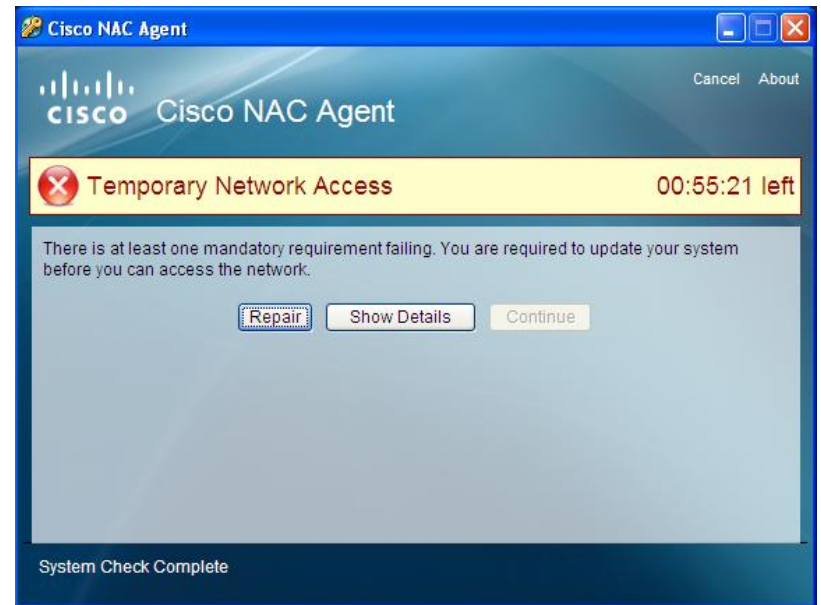 Cisco NAC Agent
Cancel About
CISCO Cisco NAC Agent
Temporary Network Access 00:55:21 left
There is at least one mandatory requirement failing. You are required to update your system
before you can access the network.
Repair Show Details Continue
System Check Complete